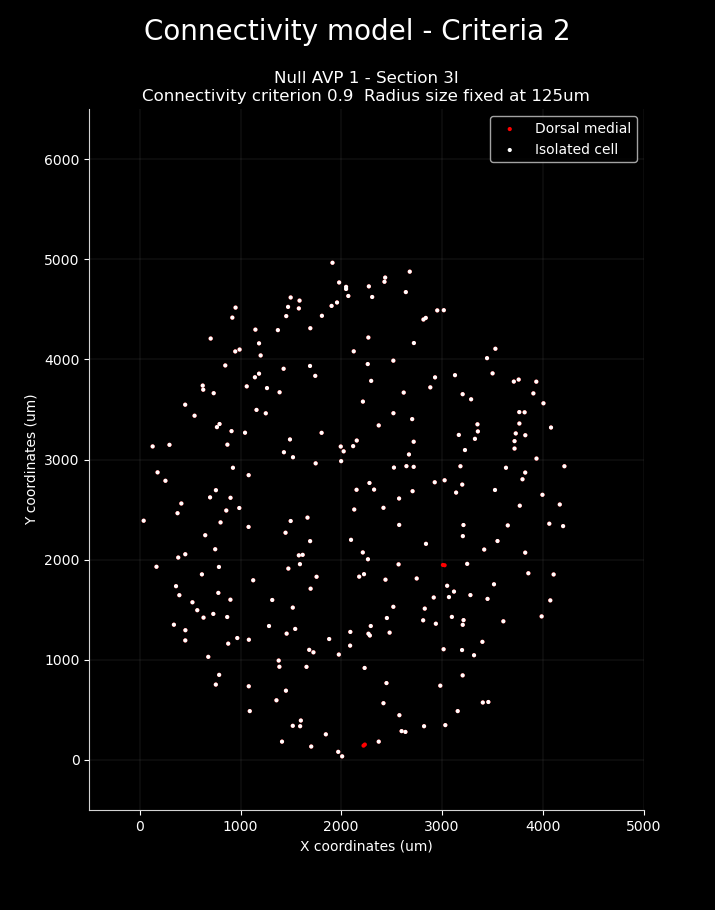 Connectivity model - Criteria 2
Null AVP 1 - Section 3l
Connectivity criterion 0.9  Radius size fixed at 125um
Dorsal medial
Isolated cell
6000
5000
4000
3000
2000
1000
0
Y coordinates (um)
0 1000 2000 3000 4000 5000
X coordinates (um)